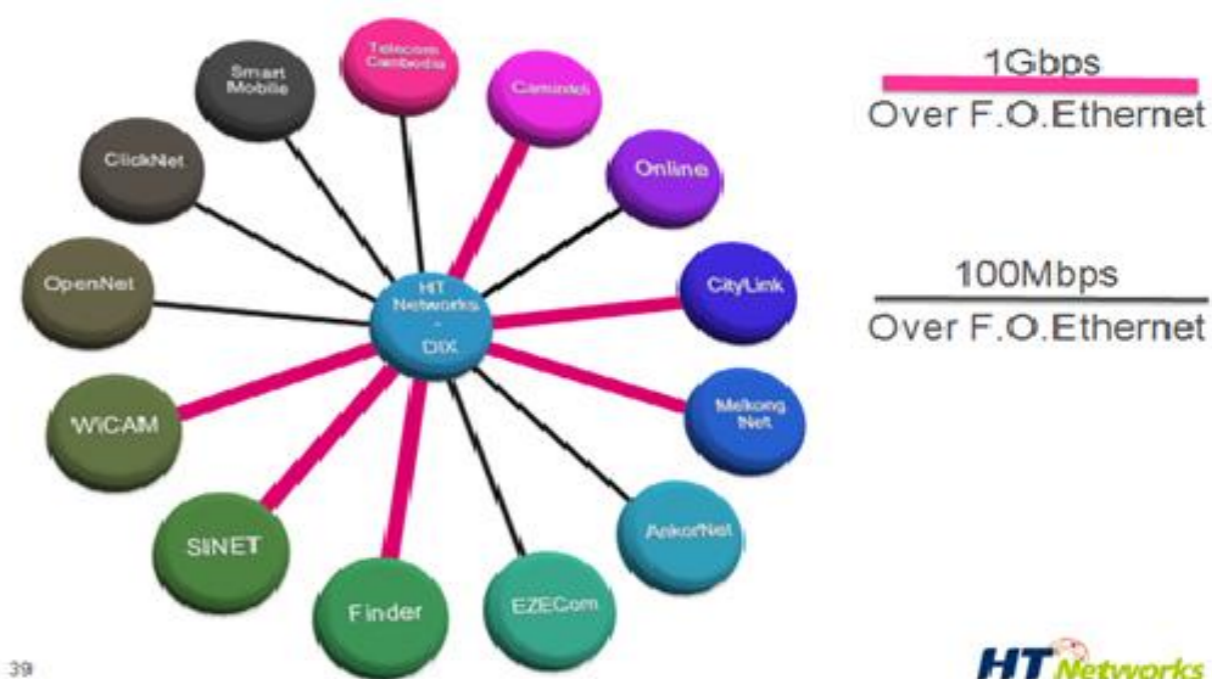 Telecom
Cambodia
Camintel
Online
CityLink
Mekong
Net
AnkorNet
EZECom
Finder
SINET
WiCAM
OpenNet
ClickNet
Smart
Mobile
HT
Networks
-
DIX
1Gbps
Over F.O.Ethernet
100Mbps
Over F.O.Ethernet
39
HT Networks